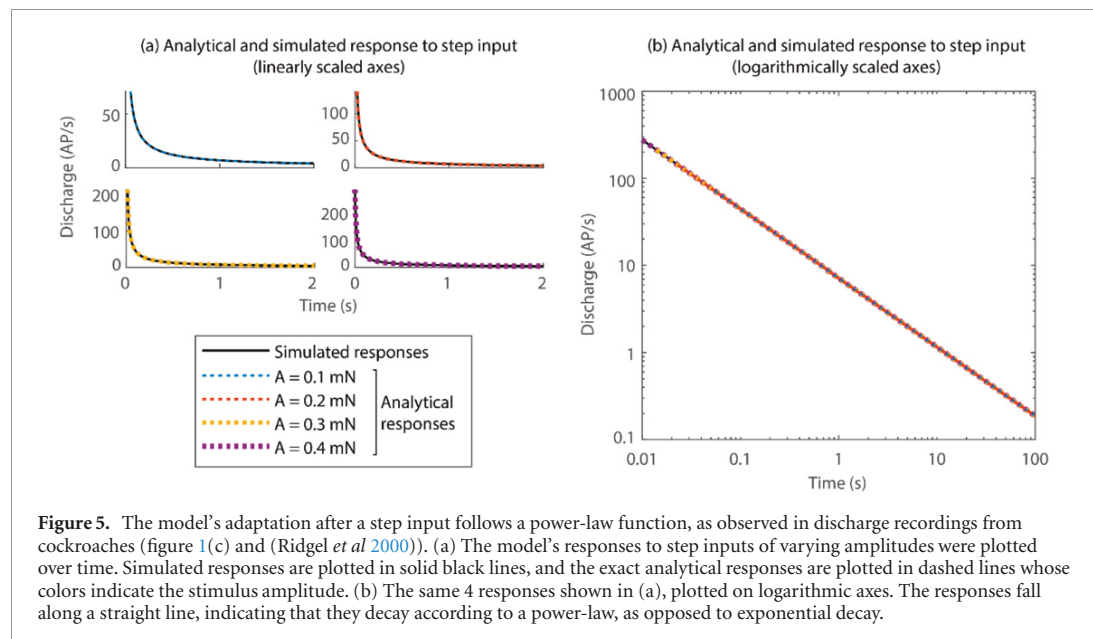 (a) Analytical and simulated response to step input
(linearly scaled axes)
50
0
100
50
0
200
100
0
200
100
0
0
1
2
0
1
2
Discharge (AP/s)
Time (s)
Simulated responses
A = 0.1 mN
A = 0.2 mN
A = 0.3 mN
A = 0.4 mN
Analytical
responses
(b) Analytical and simulated response to step input
(logarithmically scaled axes)
1000
100
10
1
0.1
Discharge (AP/s)
0.01
0.1
1
10
100
Time (s)
Figure 5. The model's adaptation after a step input follows a power-law function, as observed in discharge recordings from
cockroaches (figure 1(c) and (Ridgel et al 2000)). (a) The model's responses to step inputs of varying amplitudes were plotted
over time. Simulated responses are plotted in solid black lines, and the exact analytical responses are plotted in dashed lines whose
colors indicate the stimulus amplitude. (b) The same 4 responses shown in (a), plotted on logarithmic axes. The responses fall
along a straight line, indicating that they decay according to a power-law, as opposed to exponential decay.